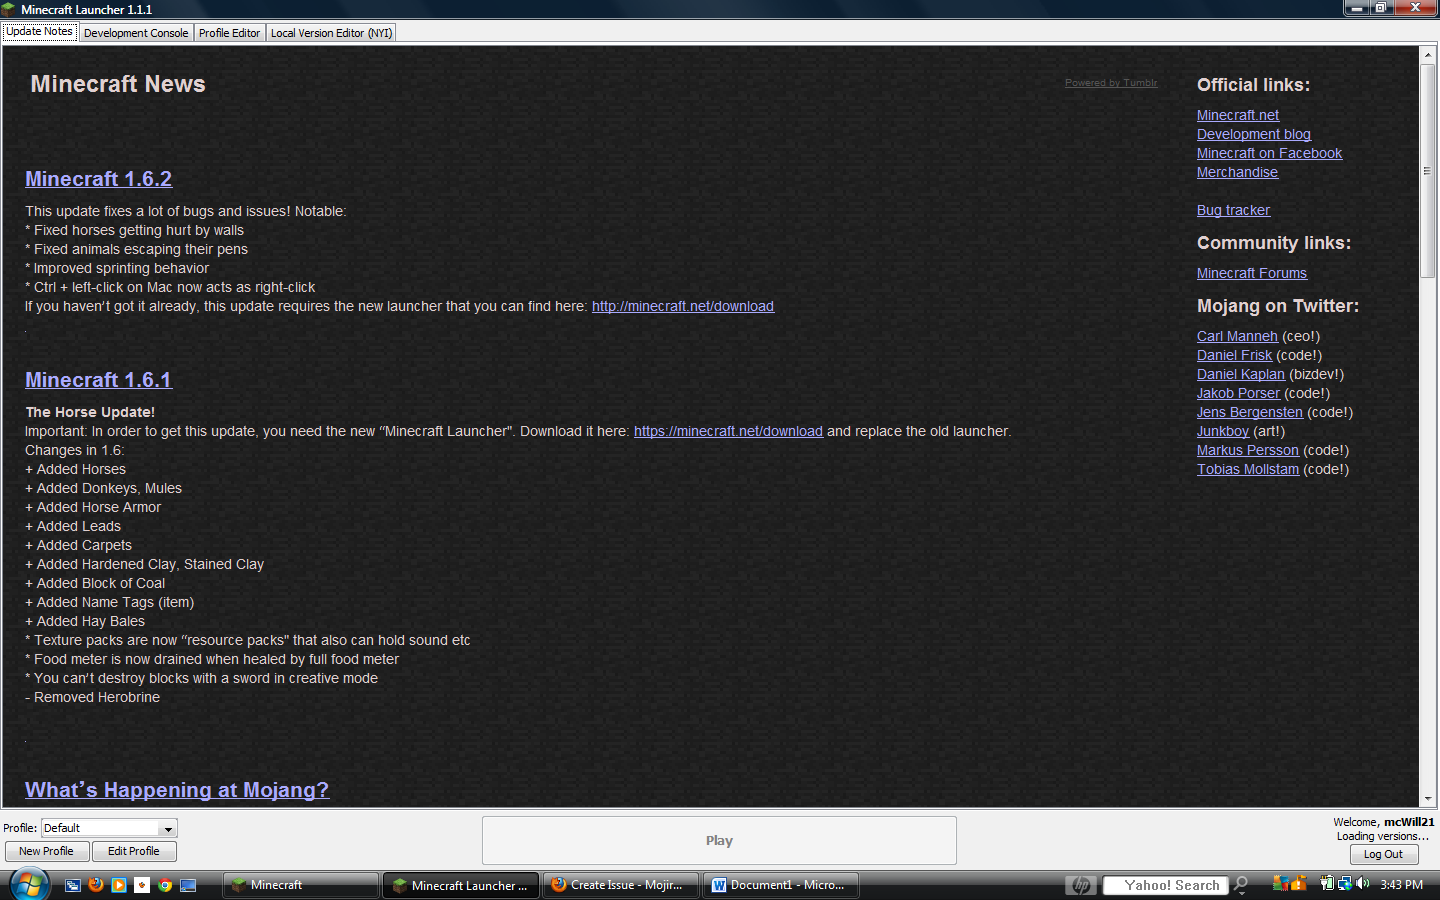 Minecraft Launcher 1.1.1
Update Notes Development Console Profile Editor Local Version Editor (NYI)
Minecraft News
Powered by Tumblr
Minecraft 1.6.2
This update fixes a lot of bugs and issues! Notable:
* Fixed horses getting hurt by walls
* Fixed animals escaping their pens
* Improved sprinting behavior
* Ctrl + left-click on Mac now acts as right-click
If you haven’t got it already, this update requires the new launcher that you can find here: http://minecraft.net/download
.
Minecraft 1.6.1
The Horse Update!
Important: In order to get this update, you need the new “Minecraft Launcher”. Download it here: https://minecraft.net/download and replace the old launcher.
Changes in 1.6:
+ Added Horses
+ Added Donkeys, Mules
+ Added Horse Armor
+ Added Leads
+ Added Carpets
+ Added Hardened Clay, Stained Clay
+ Added Block of Coal
+ Added Name Tags (item)
+ Added Hay Bales
* Texture packs are now “resource packs” that also can hold sound etc
* Food meter is now drained when healed by full food meter
* You can’t destroy blocks with a sword in creative mode
- Removed Herobrine
.
What’s Happening at Mojang?
Official links:
Minecraft.net
Development blog
Minecraft on Facebook
Merchandise
Bug tracker
Community links:
Minecraft Forums
Mojang on Twitter:
Carl Manneh (ceo!)
Daniel Frisk (code!)
Daniel Kaplan (bizdev!)
Jakob Porser (code!)
Jens Bergensten (code!)
Junkboy (art!)
Markus Persson (code!)
Tobias Mollstam (code!)
Profile: Default
New Profile Edit Profile
Play
Welcome, mcWill21
Loading versions...
Log Out
Minecraft Minecraft Launcher ... Create Issue - Mojir... Document1 - Micro... hp Yahoo! Search 3:43 PM